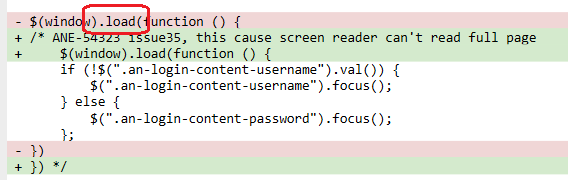 - $(window).load(function () {
+ /* ANE-54323 issue35, this cause screen reader can't read full page
+     $(window).load(function () {
      if (!$(".an-login-content-username").val()) {
          $(".an-login-content-username").focus();
      } else {
          $(".an-login-content-password").focus();
      };
- })
+ }) */